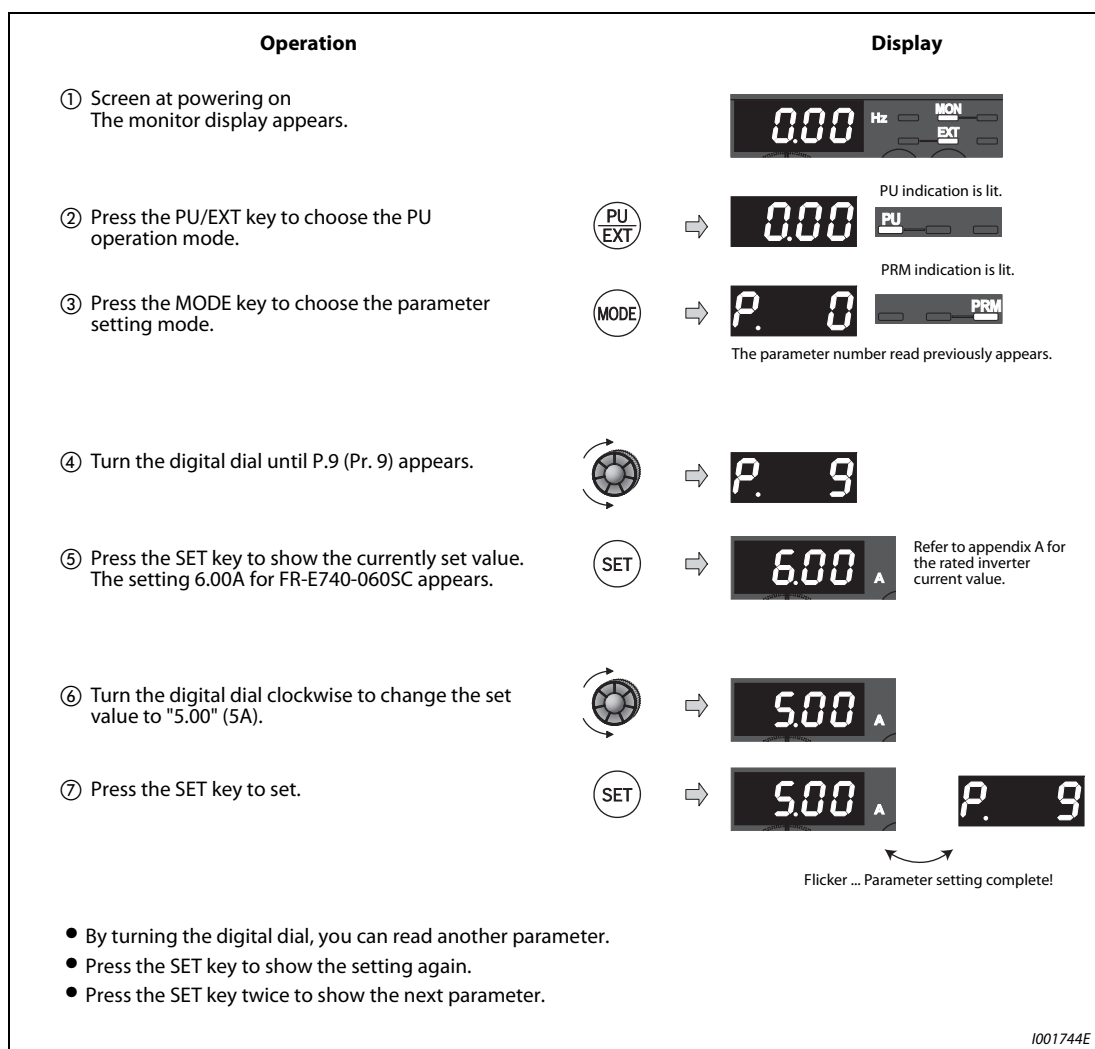 Operation
Display
① Screen at powering on
The monitor display appears.
0.00 Hz MON
EXT
② Press the PU/EXT key to choose the PU
operation mode.
PU
EXT
0.00
PU indication is lit.
PU
③ Press the MODE key to choose the parameter
setting mode.
MODE
P. 0
PRM indication is lit.
PRM
The parameter number read previously appears.
④ Turn the digital dial until P.9 (Pr. 9) appears.
P. 9
⑤ Press the SET key to show the currently set value.
The setting 6.00A for FR-E740-060SC appears.
SET
6.00 A
Refer to appendix A for
the rated inverter
current value.
⑥ Turn the digital dial clockwise to change the set
value to "5.00" (5A).
5.00 A
⑦ Press the SET key to set.
SET
5.00 A
P. 9
Flicker ... Parameter setting complete!
● By turning the digital dial, you can read another parameter.
● Press the SET key to show the setting again.
● Press the SET key twice to show the next parameter.
I001744E